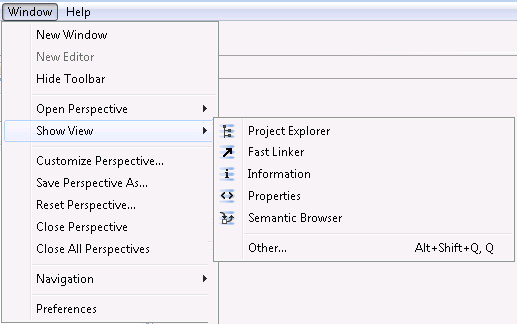 Window Help
New Window
New Editor
Hide Toolbar
Open Perspective
Show View
Customize Perspective...
Save Perspective As...
Reset Perspective...
Close Perspective
Close All Perspectives
Navigation
Preferences
Project Explorer
Fast Linker
Information
Properties
Semantic Browser
Other... Alt+Shift+Q, Q